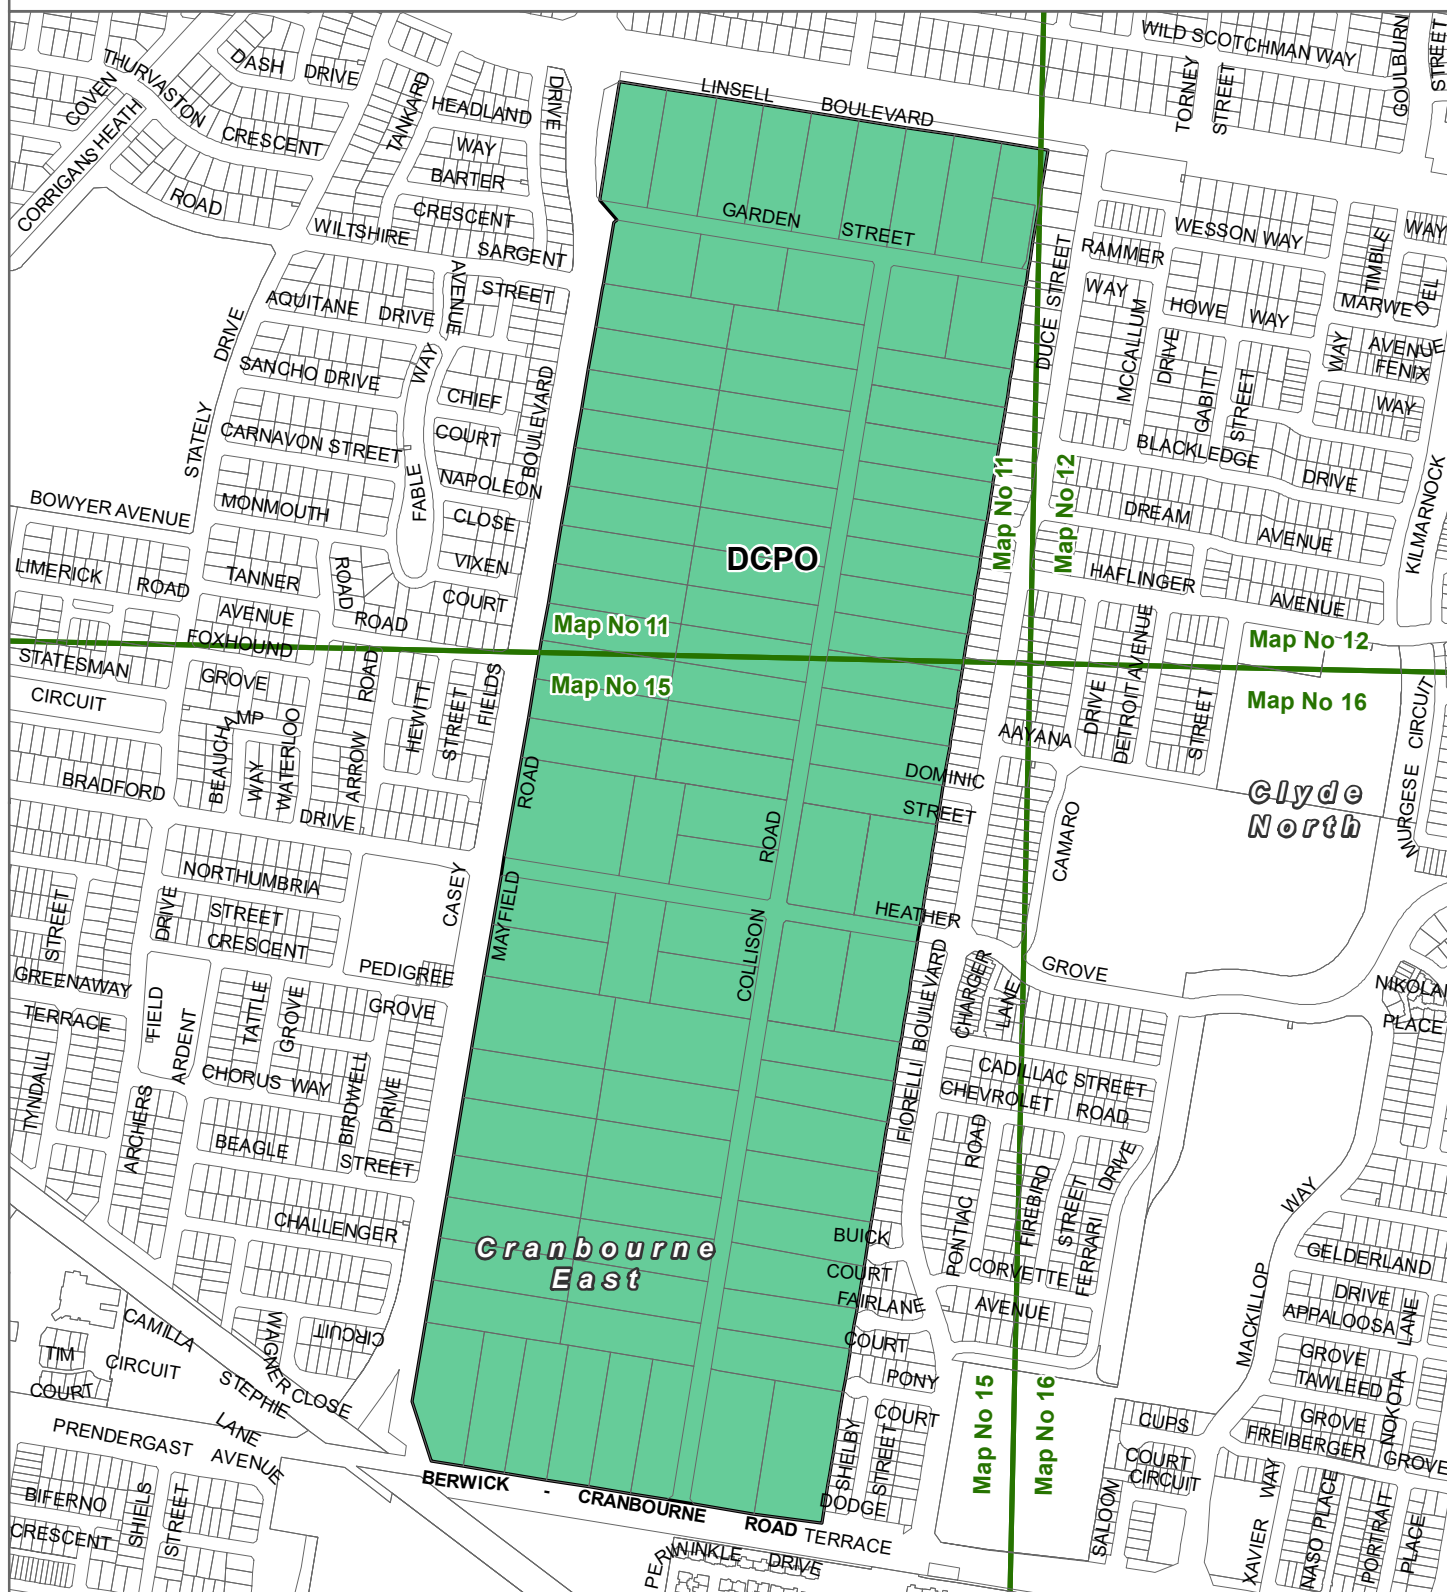 WILD SCOTCHMAN WAY
GOULBURN
STREET
TORNEY
STREET
DASH DRIVE
THURVASTON
CRESCENT
COVEN
CORRIGANS HEATH
ROAD
TANKARD
HEADLAND
WAY
DRIVE
BARTER
CRESCENT
WILTSHIRE
SARGENT
LINSELL BOULEVARD
GARDEN STREET
AVENUE
STREET
AQUITANE DRIVE
DRIVE
STATELY
SANCHO DRIVE
WAY
FABLE
CHIEF
COURT
BOULEVARD
CARNAVON STREET
NAPOLEON
CLOSE
MONMOUTH
BOWYER AVENUE
VIXEN
COURT
LIMERICK ROAD
TANNER
AVENUE
ROAD
ROAD
FOXHOUND
DUCE STREET
RAMMER
WAY
WESSON WAY
TIMBLE
WAY
DEL
MARWE
HOWE WAY
MCCALLUM
DRIVE
GABITT
STREET
WAY
AVENUE
FENIX
WAY
BLACKLEDGE
DRIVE
KILMARNOCK
DREAM
AVENUE
HAFLINGER
AVENUE
Map No 11
Map No 12
DCPO
Map No 11
Map No 12
Map No 15
Map No 16
STATESMAN
CIRCUIT
GROVE
BEAUCHA
MP
WAY
WATERLOO
ARROW ROAD
HEWITT
STREET
FIELDS
BRADFORD
DRIVE
AAYANA
DRIVE
DETROIT AVENUE
STREET
MURGESE CIRCUIT
Clyde
North
DOMINIC
STREET
CAMARO
ROAD
MAYFIELD
ROAD
COLLISON
HEATHER
NORTHUMBRIA
STREET
CRESCENT
DRIVE
STREET
CASEY
PEDIGREE
GROVE
GREENAWAY
TERRACE
FIELD
ARDENT
TATTLE
GROVE
CHORUS WAY
BIRDWELL
DRIVE
TYNDALL
ARCHERS
BEAGLE
STREET
CHALLENGER
FIORELLI BOULEVARD
CHARGER
LANE
GROVE
NIKOLAI
PLACE
CADILLAC STREET
CHEVROLET ROAD
PONTIAC ROAD
FIREBIRD
STREET
FERRARI DRIVE
CORVETTE
AVENUE
WAY
MACKILLOP
BUICK
COURT
FAIRLANE
COURT
PONY
COURT
Cranbourne
East
GELDERLAND
DRIVE
APPALOOSA
LANE
GROVE
TAWLEED
NOKOTA
GROVE
FREIBERGER
GROVE
CAMILLA
CIRCUIT
TIM
COURT
WAGNER CLOSE
CIRCUIT
STEPHIE
LANE
PRENDERGAST
AVENUE
BIFERNO
CRESCENT
SHIELS
STREET
BERWICK - CRANBOURNE ROAD
SHELBY
STREET
DODGE
TERRACE
PERIWINKLE DRIVE
Map No 15
Map No 16
CUPS
COURT
CIRCUIT
SALOOM
XAVIER WAY
NASO PLACE
PORTRAIT
PLACE